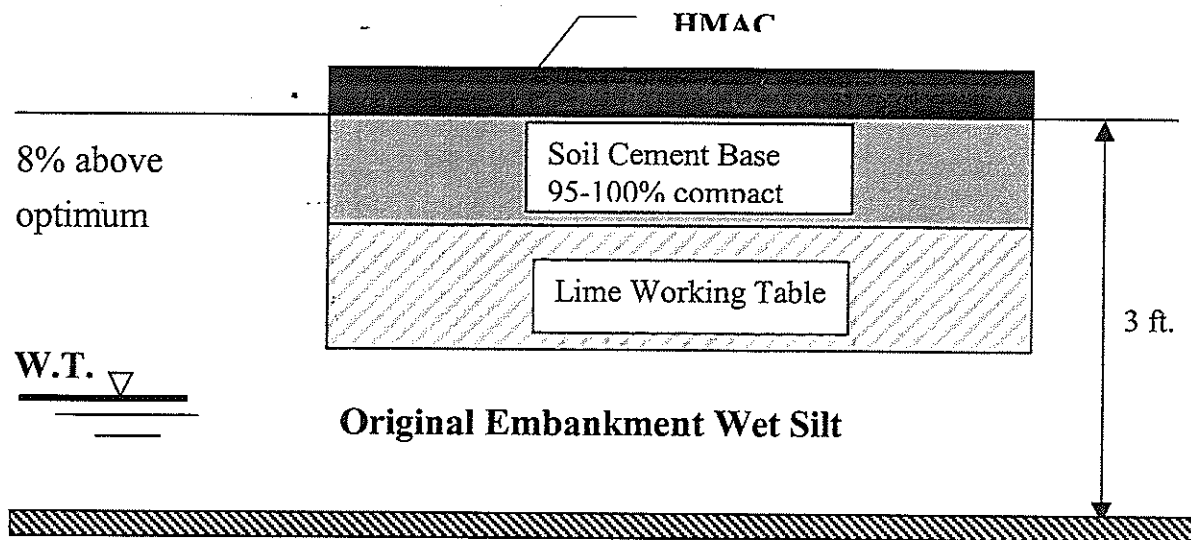 HMAC
8% above
optimum
Soil Cement Base
95-100% compact
Lime Working Table
3 ft.
W.T.
Original Embankment Wet Silt